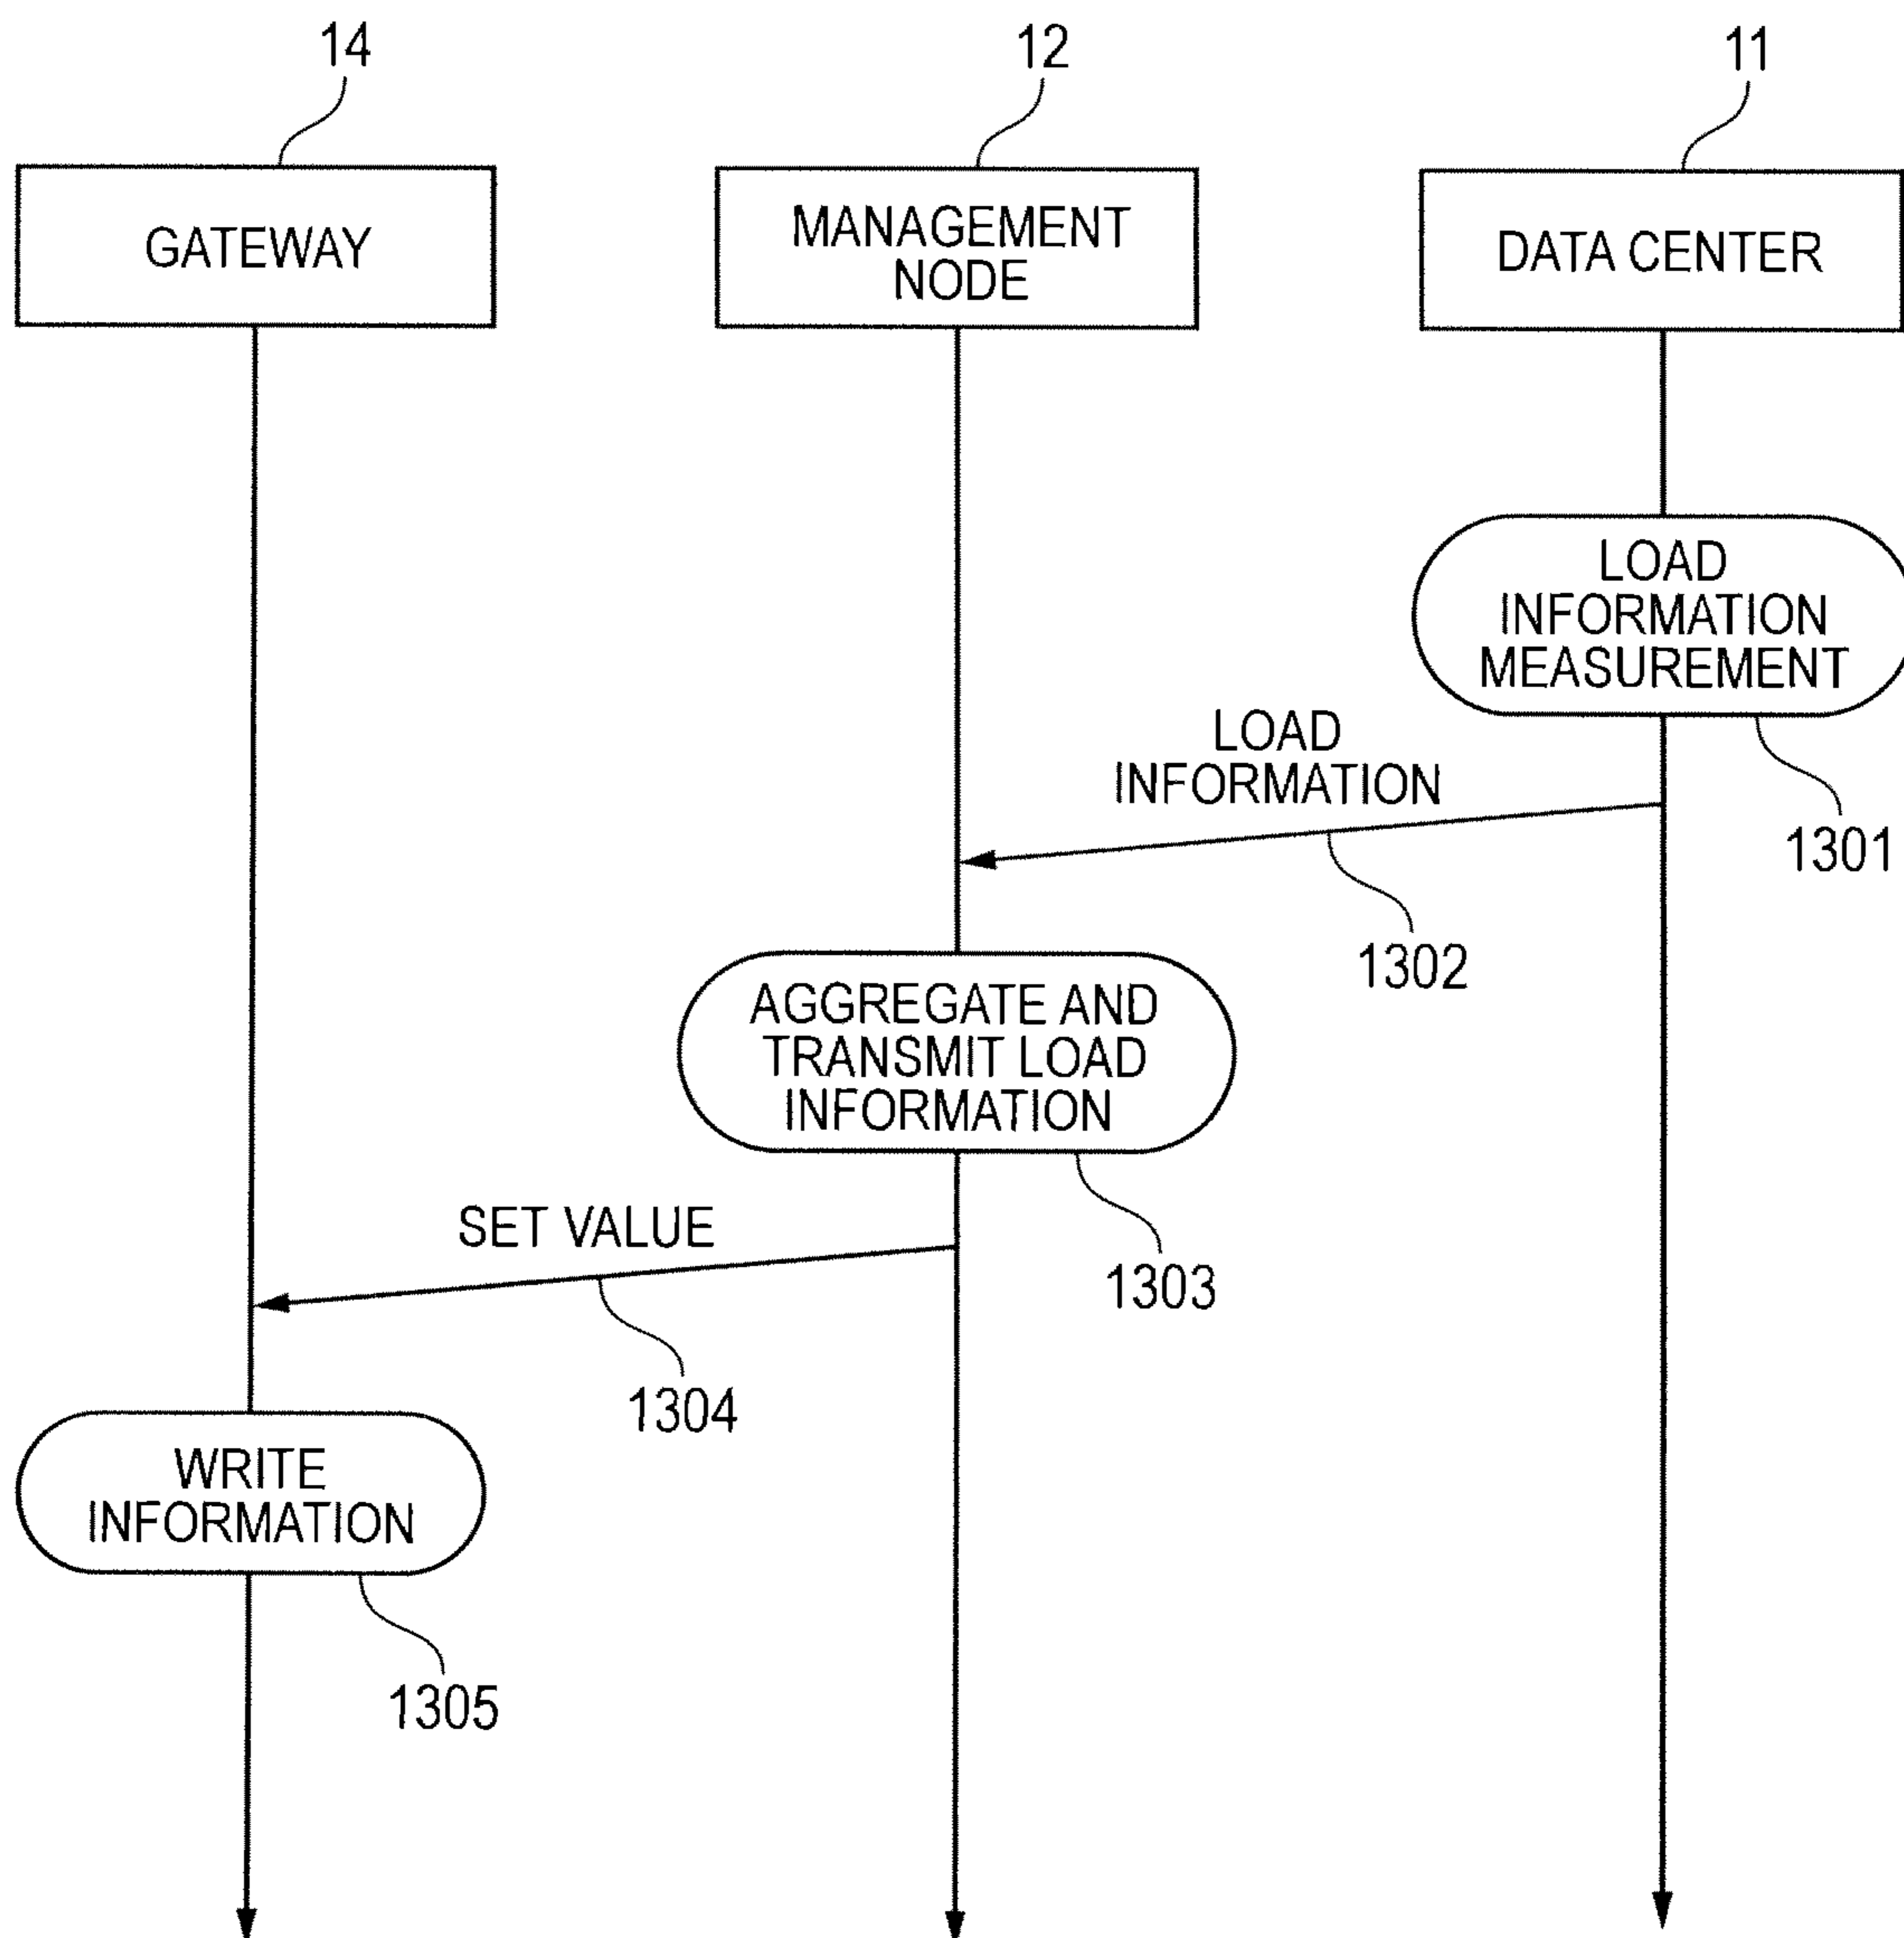 14
12
11
GATEWAY
MANAGEMENT
NODE
DATA CENTER
LOAD
INFORMATION
MEASUREMENT
1301
LOAD
INFORMATION
1302
AGGREGATE AND
TRANSMIT LOAD
INFORMATION
1303
SET VALUE
1304
WRITE
INFORMATION
1305